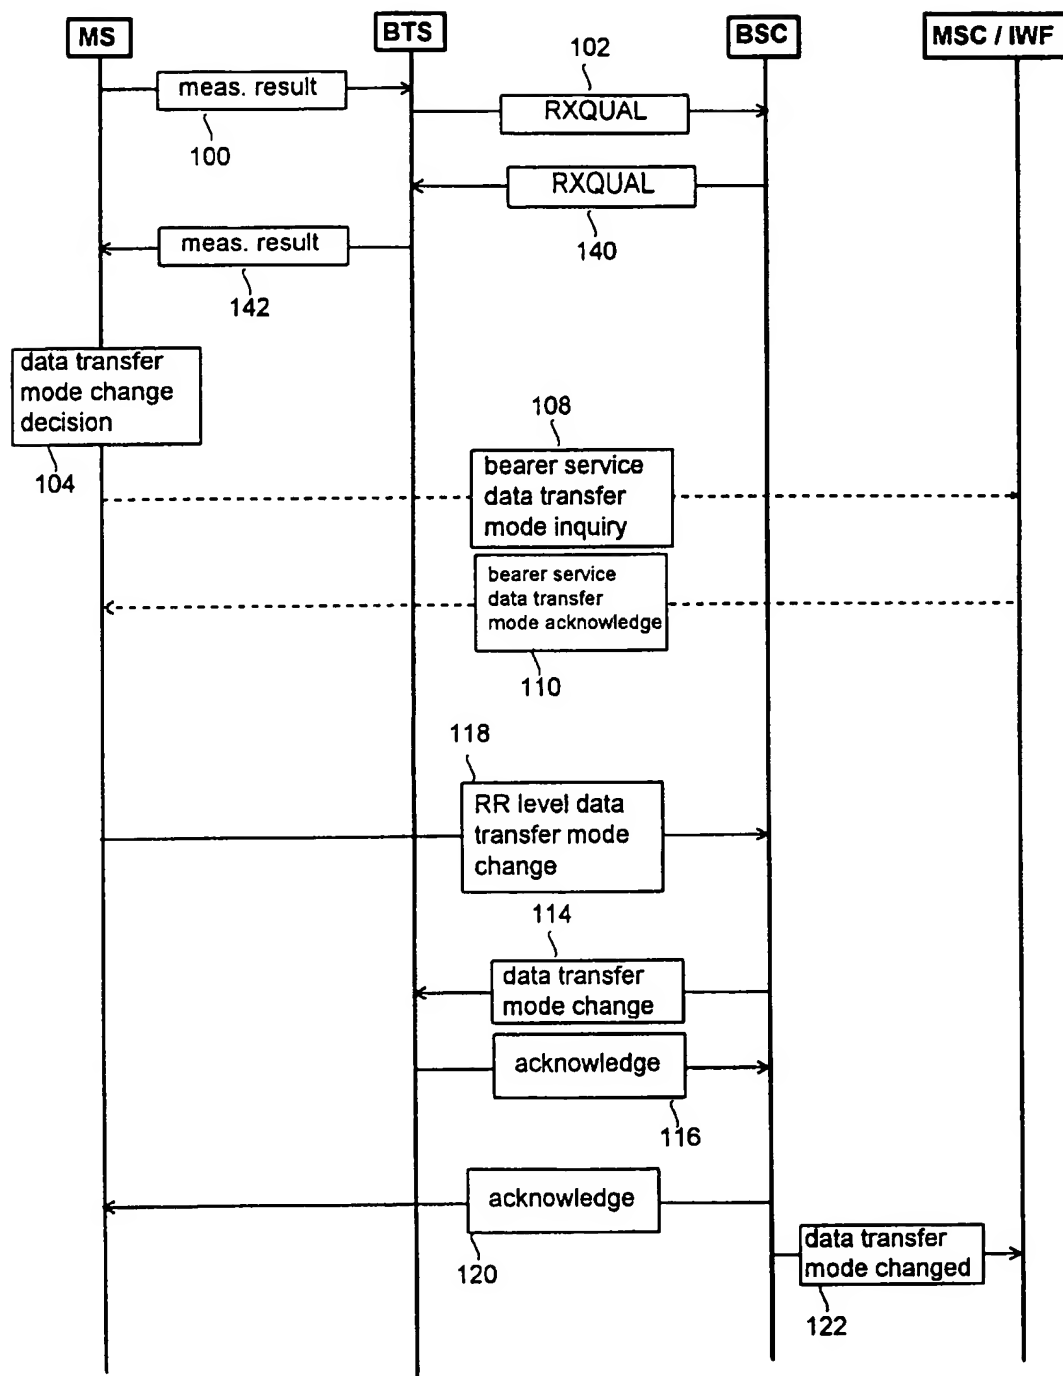 MS
BTS
BSC
MSC / IWF
meas. result
100
102
RXQUAL
RXQUAL
140
meas. result
142
data transfer
mode change
decision
104
108
bearer service
data transfer
mode inquiry
bearer service
data transfer
mode acknowledge
110
118
RR level data
transfer mode
change
114
data transfer
mode change
acknowledge
116
acknowledge
120
data transfer
mode changed
122